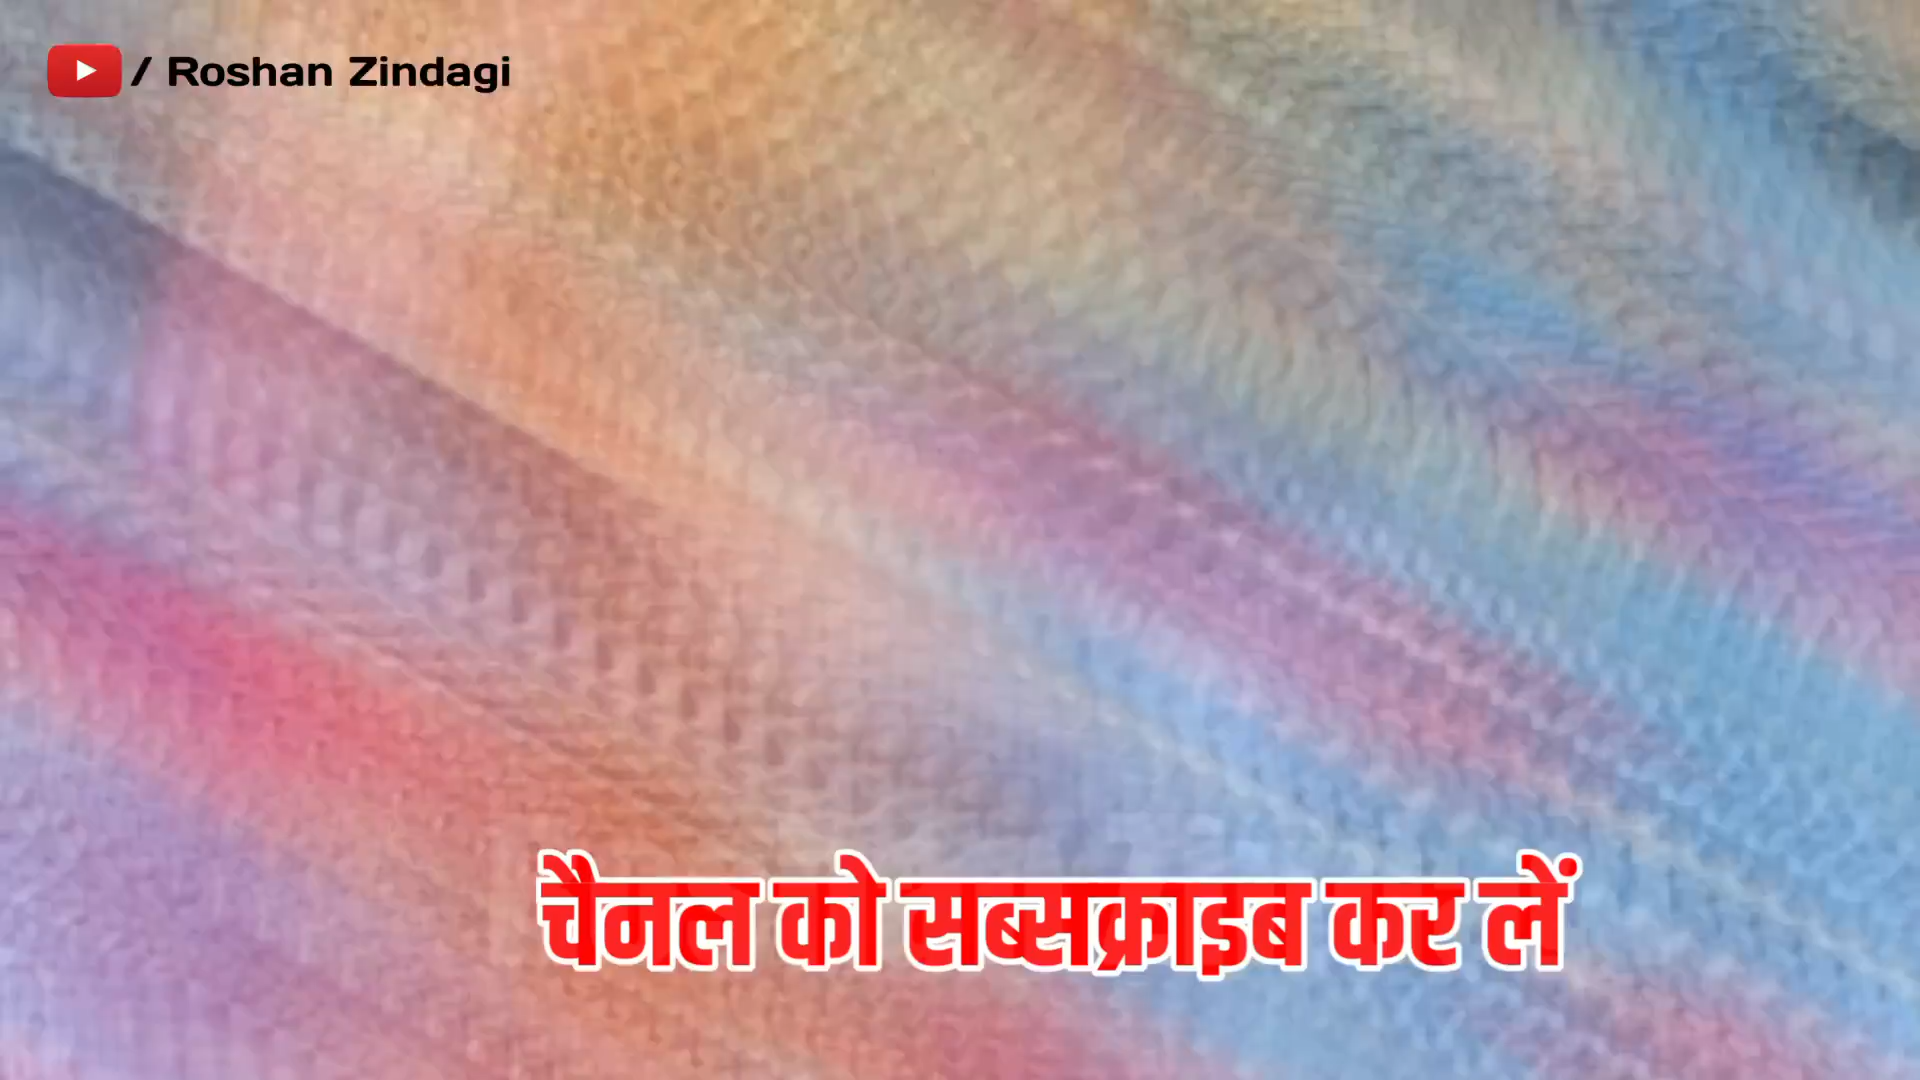 / Roshan Zindagi
चैनल को सब्सक्राइब कर लें